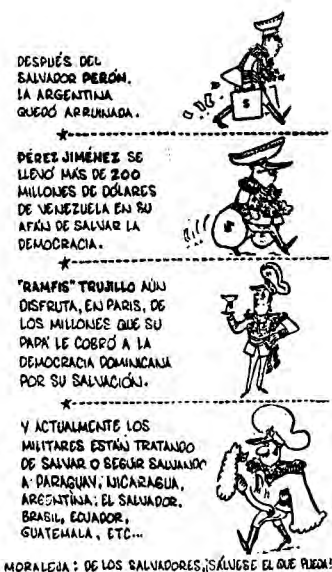 DESPUÉS DEL
SALVADOR PERÓN,
LA ARGENTINA
QUEDÓ ARRUINADA.
$
PÉREZ JIMÉNEZ SE
LLEVÓ MÁS DE 200
MILLONES DE DÓLARES
DE VENEZUELA EN SU
AFÁN DE SALVAR LA
DEMOCRACIA.
$
"RAMFIS" TRUJILLO AÚN
DISFRUTA, EN PARIS, DE
LOS MILLONES QUE SU
PAPÁ LE COBRÓ A LA
DEMOCRACIA DOMINICANA
POR SU SALVACIÓN.
Y ACTUALMENTE LOS
MILITARES ESTÁN TRATANDO
DE SALVAR O SEGUIR SALVANDO
A PARAGUAY, NICARAGUA,
ARGENTINA, EL SALVADOR,
BRASIL, ECUADOR,
GUATEMALA, ETC...
MORALEJA: DE LOS SALVADORES, ¡SÁLVESE EL QUE PUEDA!